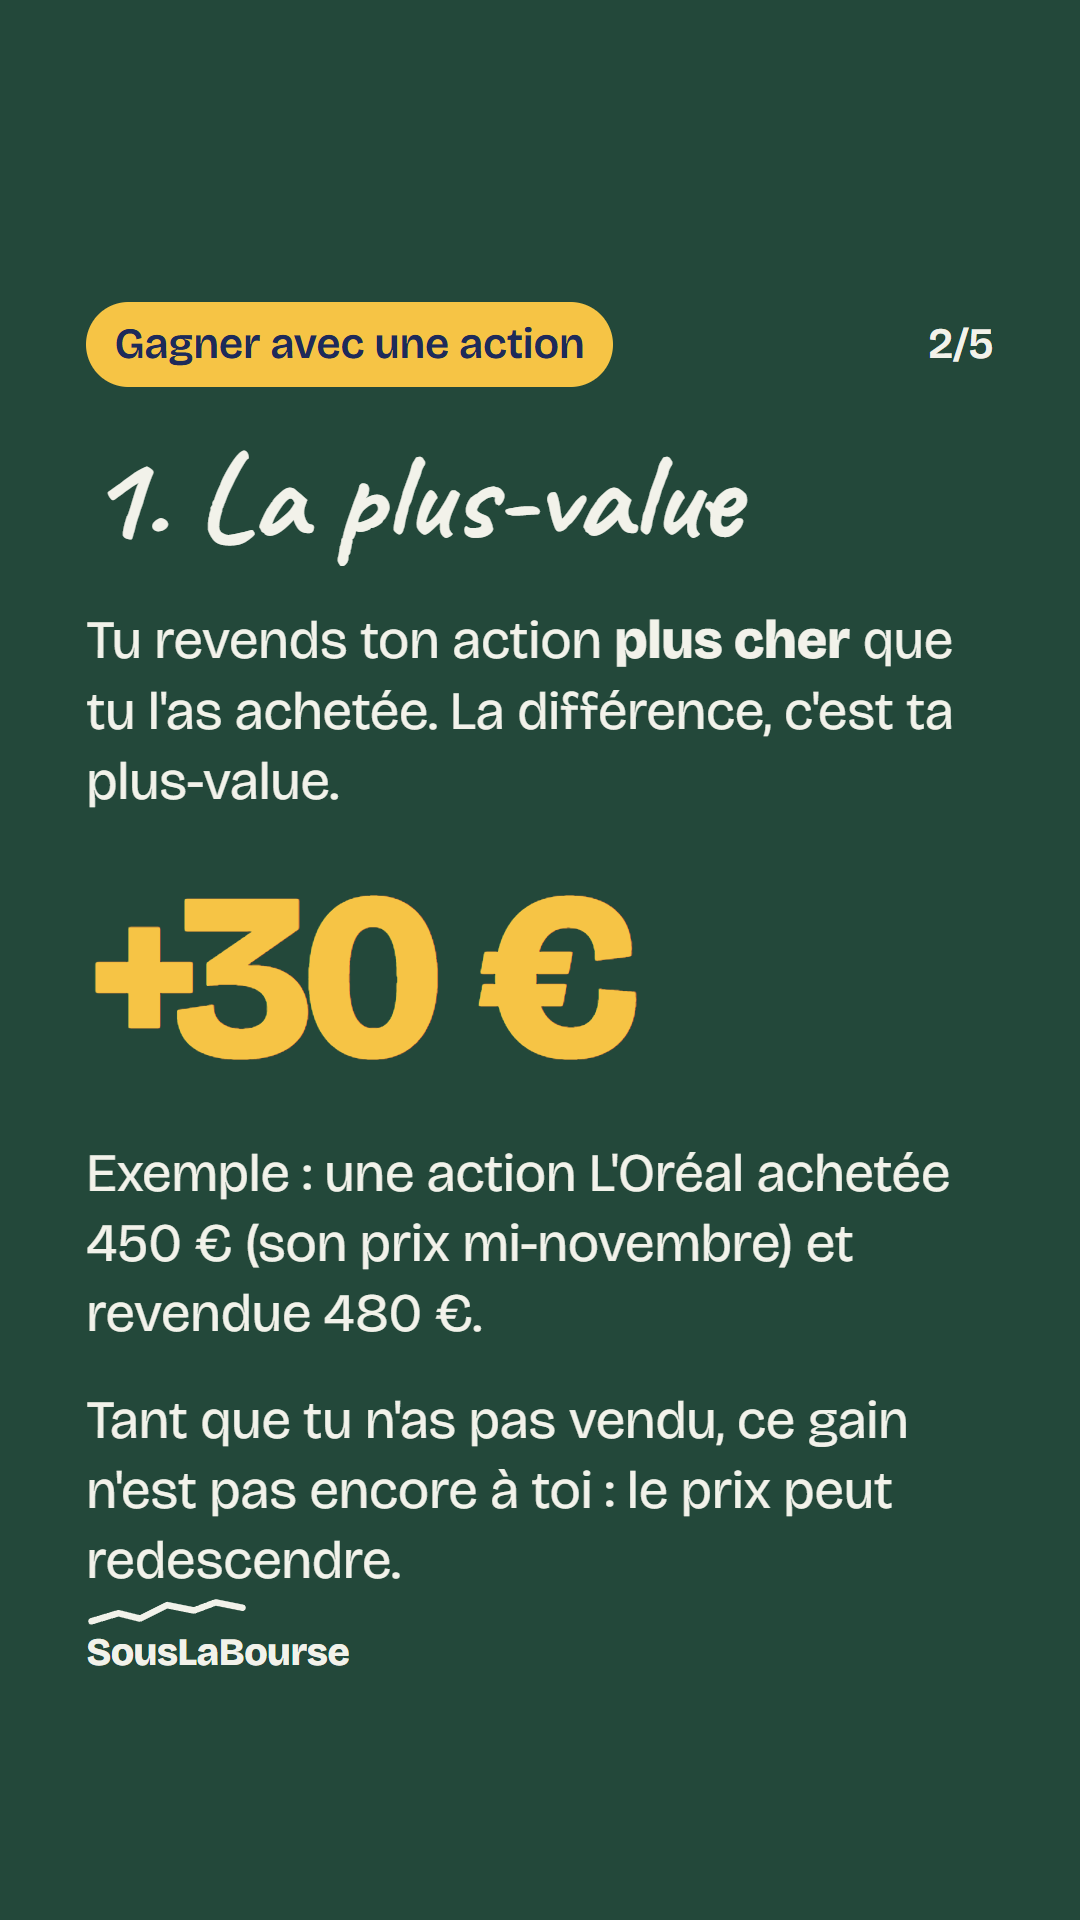 Gagner avec une action
2/5
1. La plus-value
Tu revends ton action plus cher que
tu l'as achetée. La différence, c'est ta
plus-value.
+30 €
Exemple : une action L'Oréal achetée
450 € (son prix mi-novembre) et
revendue 480 €.
Tant que tu n'as pas vendu, ce gain
n'est pas encore à toi : le prix peut
redescendre.
SousLaBourse